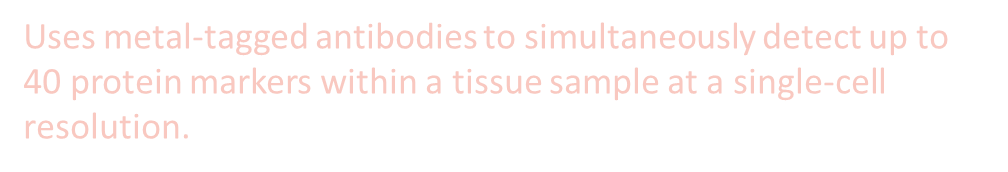 Uses metal-tagged antibodies to simultaneously detect up to
40 protein markers within a tissue sample at a single-cell
resolution.